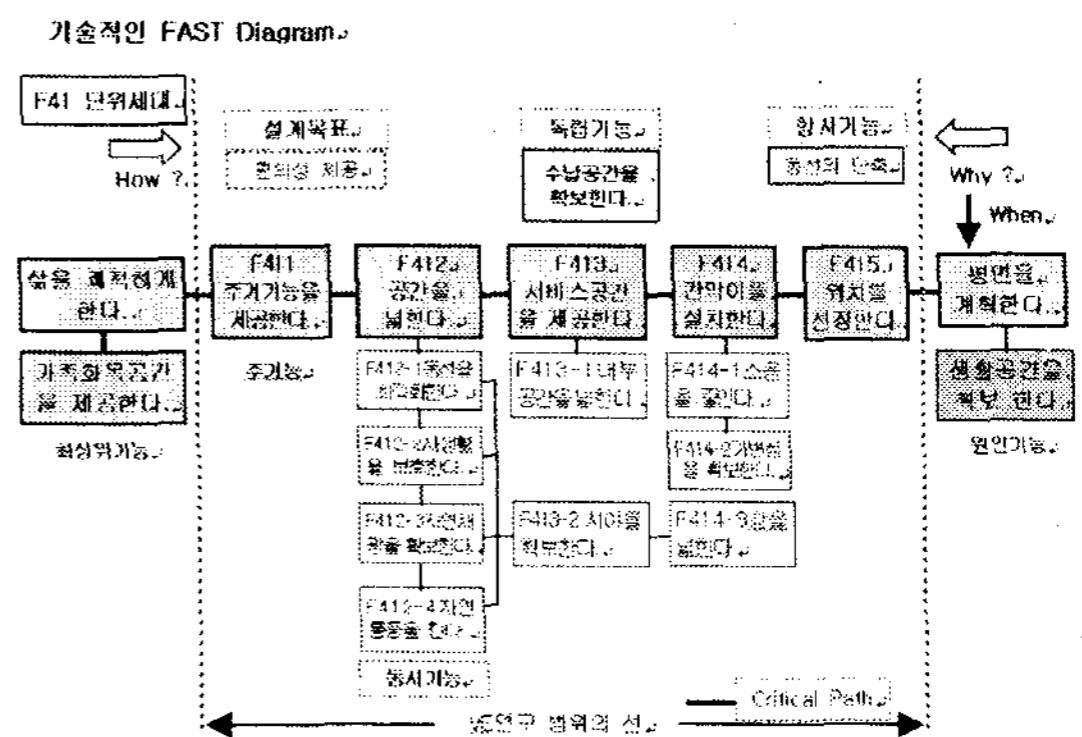 기술적인 FAST Diagram
F41 단위세대
How ?
설계목표
편의성 제공
독립기능
수납공간을
확보한다.
항시기능
동선의 단축
Why ?
When
삶을 쾌적하게
한다.
F411
주거기능을
제공한다.
F412
공간을
넓힌다.
F413
서비스공간
을 제공한다
F414
간막이를
설치한다.
F415
위치를
선정한다.
평면을
계획한다.
가족화목공간
을 제공한다.
최상위기능
주기능
F412-1동선을
최적화한다
F413-1내부
공간을 넓힌다
F414-1소음
을 줄인다.
생활공간을
확보 한다.
원인기능
F412-2사생활
을 보호한다.
F414-2가변성
을 확보한다.
F412-3자연채
광을 확보한다.
F413-2 시야를
확보한다.
F414-3창을
넓힌다.
F412-4자연
통풍을 한다.
동시기능
Critical Path
범위의 선